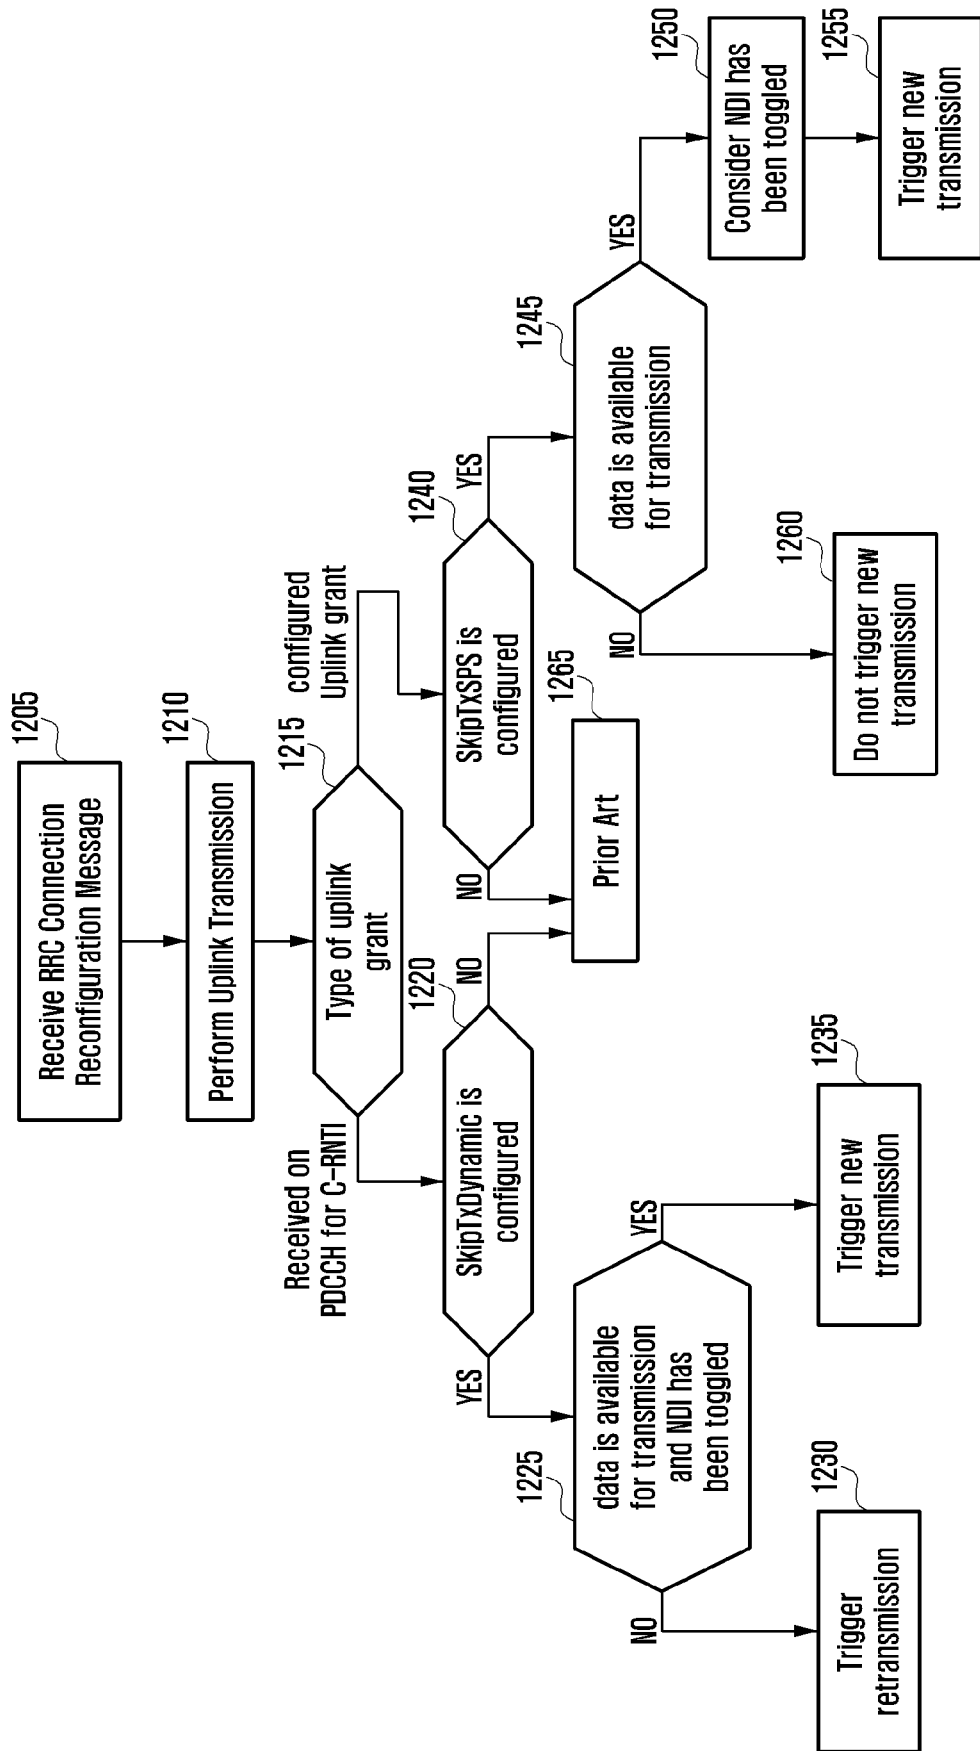 1205
Receive RRC Connection
Reconfiguration Message
1210
Perform Uplink Transmission
1215
Type of uplink
grant
Received on
PDCCH for C-RNTI
configured
Uplink grant
1220
SkipTxDynamic is
configured
YES
NO
1240
SkipTxSPS is
configured
NO
YES
1265
Prior Art
1225
data is available
for transmission
and NDI has
been toggled
NO
YES
1230
Trigger
retransmission
1235
Trigger new
transmission
1245
data is available
for transmission
NO
YES
1260
Do not trigger new
transmission
1250
Consider NDI has
been toggled
1255
Trigger new
transmission